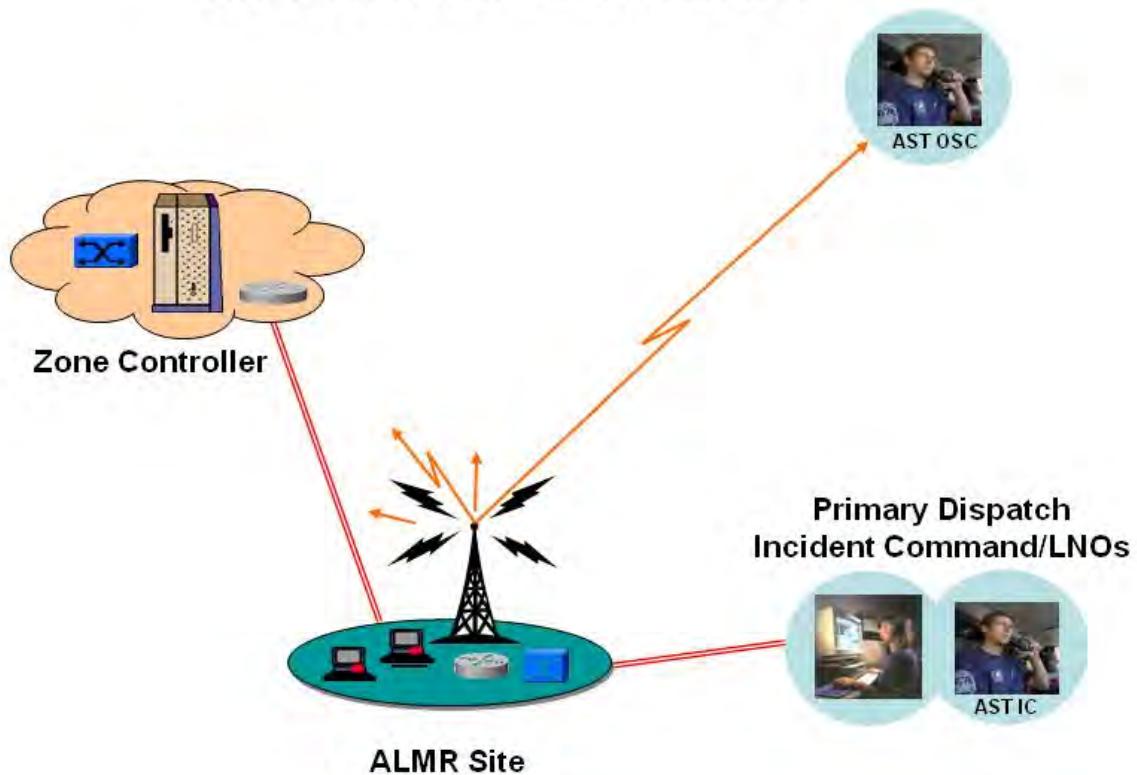 AST OSC
Zone Controller
Primary Dispatch
Incident Command/LNOs
AST IC
ALMR Site